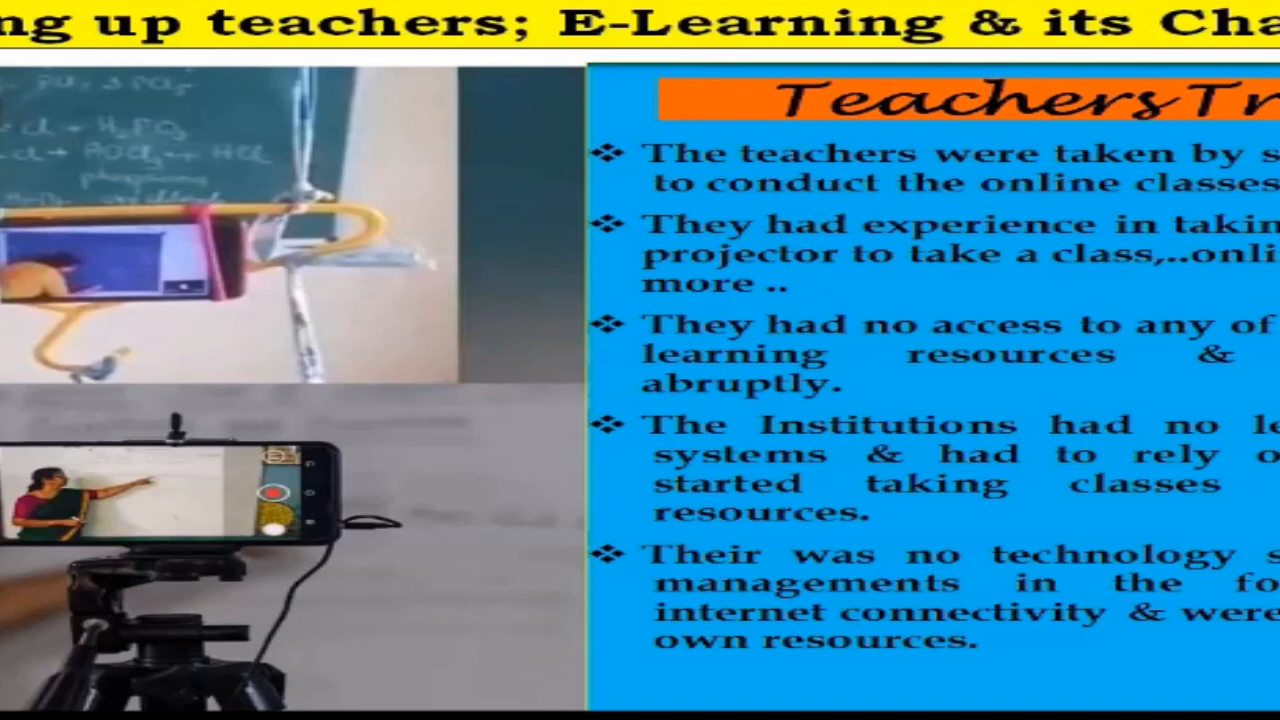 ng up teachers; E-Learning & its Cha
Teachers Tr
The teachers were taken by s
to conduct the online classes
They had experience in takin
projector to take a class,..onli
more ..
They had no access to any of
learning resources &
abruptly.
The Institutions had no le
systems & had to rely o
started taking classes
resources.
Their was no technology s
managements in the fo
internet connectivity & were
own resources.